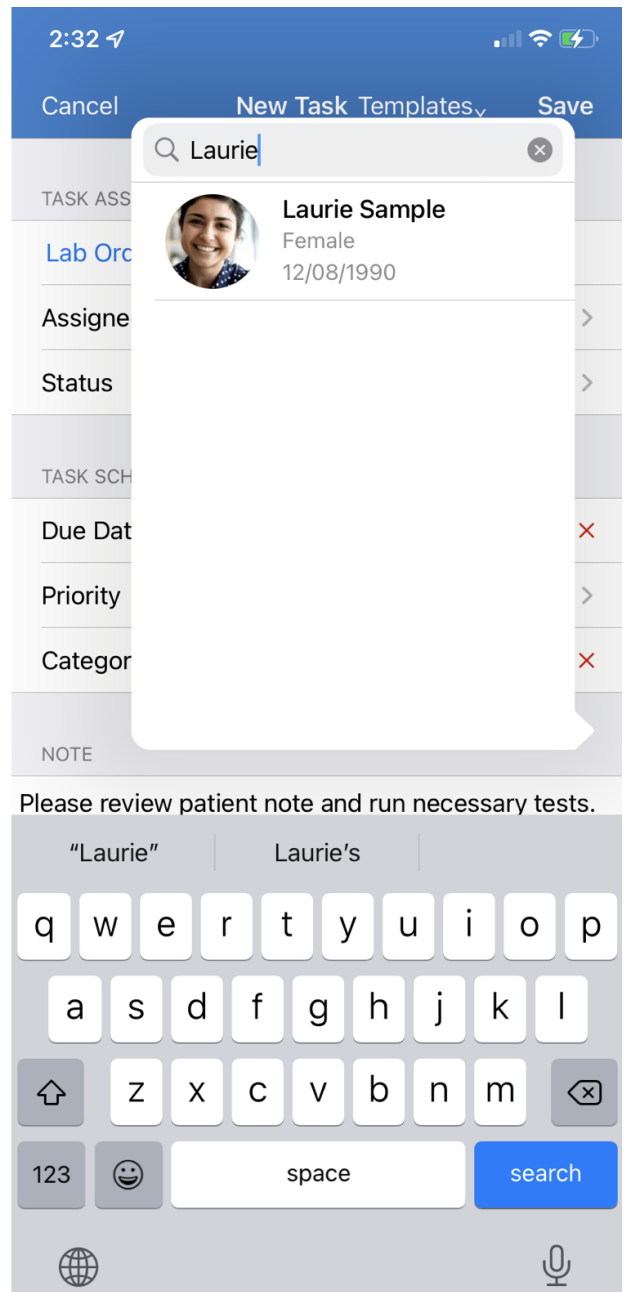 2:32
Cancel New Task Templates Save
Laurie
TASK ASS
Laurie Sample
Female
Lab Orc
12/08/1990
Assigne
Status
TASK SCH
Due Dat
Priority
Categor
NOTE
Please review patient note and run necessary tests.
“Laurie” Laurie's
q w e r t y u i o p
a s d f g h j k l
z x c v b n m
123 space search